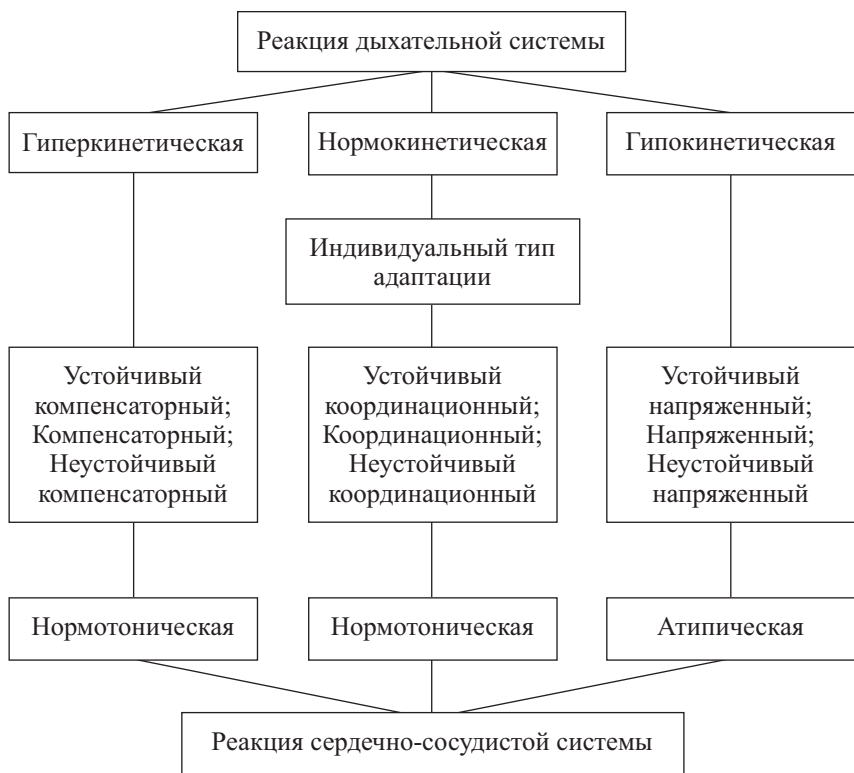 Реакция дыхательной системы
Гиперкинетическая
Нормокинетическая
Гипокинетическая
Индивидуальный тип
адаптации
Устойчивый
компенсаторный;
Компенсаторный;
Неустойчивый
компенсаторный
Устойчивый
координационный;
Координационный;
Неустойчивый
координационный
Устойчивый
напряженный;
Напряженный;
Неустойчивый
напряженный
Нормотоническая
Нормотоническая
Атипическая
Реакция сердечно-сосудистой системы